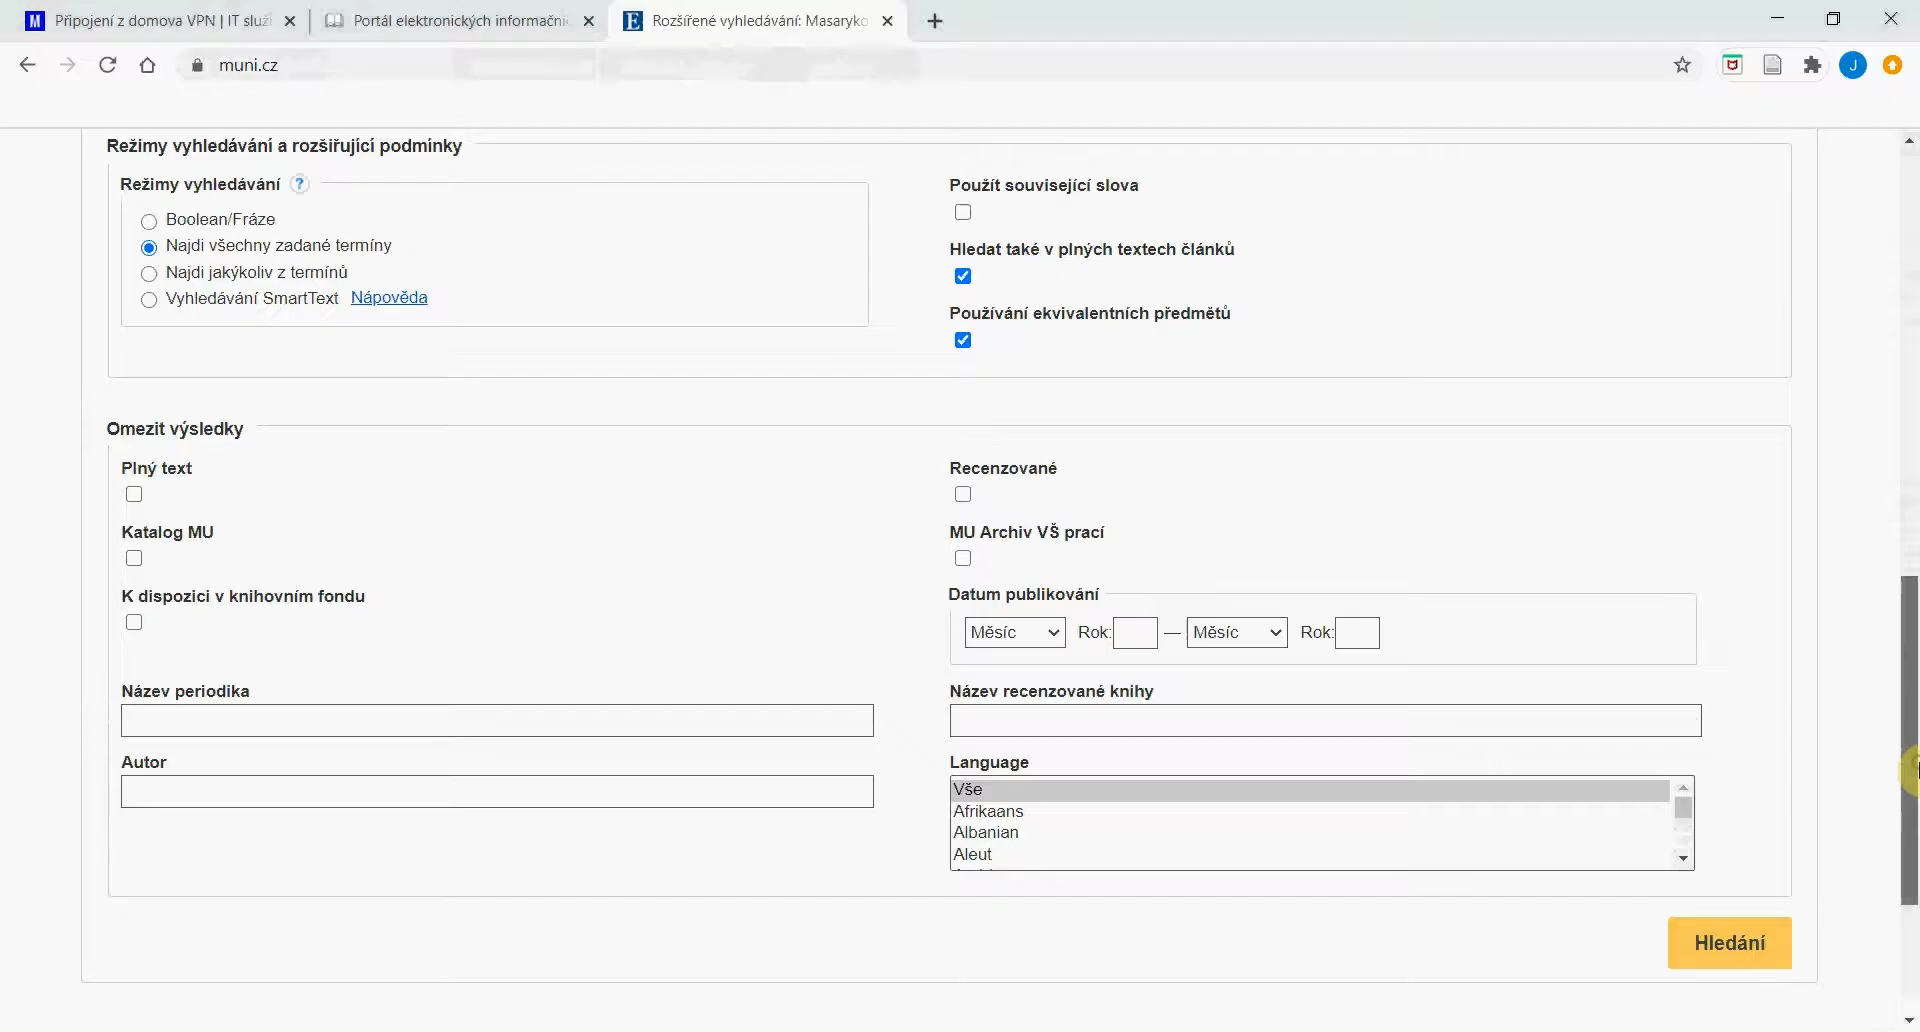 Připojení z domova VPN | IT služ
Portál elektronických informačni
Rozšířené vyhledávání: Masaryko
muni.cz
J
Režimy vyhledávání a rozšiřující podmínky
Režimy vyhledávání ?
Boolean/Fráze
Najdi všechny zadané termíny
Najdi jakýkoliv z termínů
Vyhledávání SmartText Nápověda
Použít související slova
Hledat také v plných textech článků
Používání ekvivalentních předmětů
Omezit výsledky
Plný text
Recenzované
Katalog MU
MU Archiv VŠ prací
K dispozici v knihovním fondu
Datum publikování
Měsíc Rok: — Měsíc Rok:
Název periodika
Název recenzované knihy
Autor
Language
Vše
Afrikaans
Albanian
Aleut
Hledání